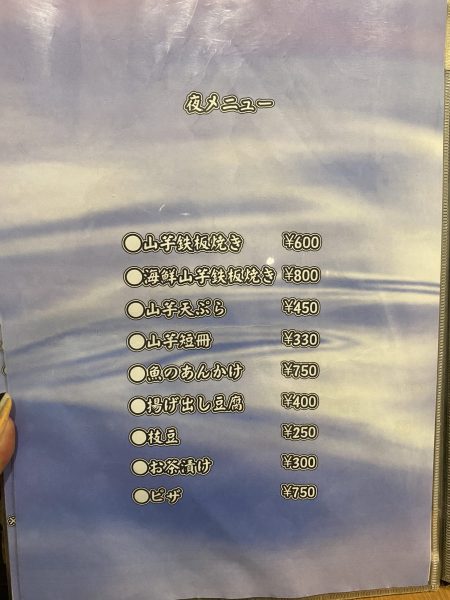 夜メニュー
●山芋鉄板焼き ¥600
●海鮮山芋鉄板焼き ¥800
●山芋天ぷら ¥450
●山芋短冊 ¥330
●魚のあんかけ ¥750
●揚げ出し豆腐 ¥400
●枝豆 ¥250
●お茶漬け ¥300
●ピザ ¥750